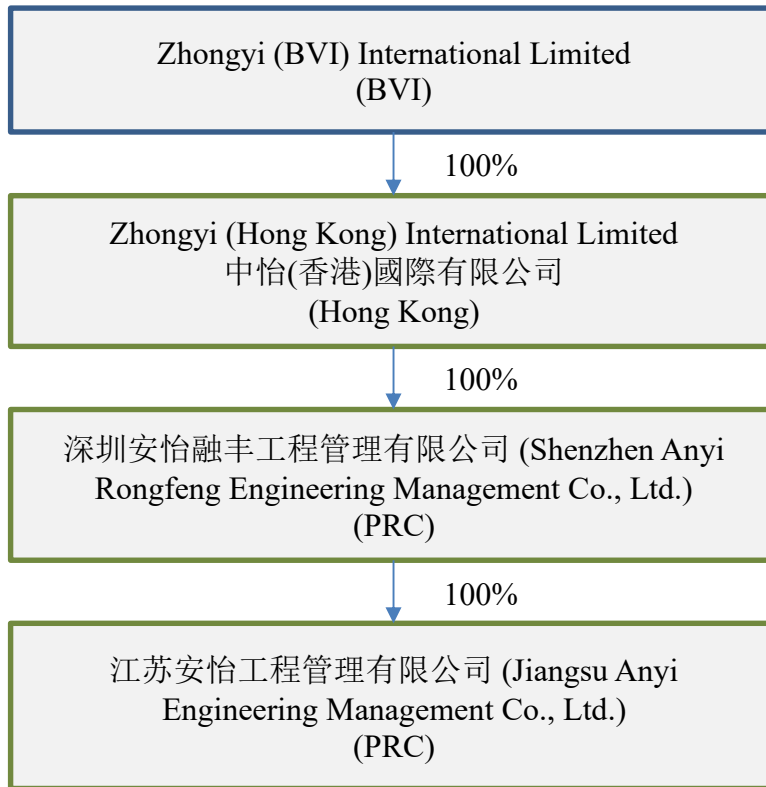 Zhongyi (BVI) International Limited
(BVI)
100%
Zhongyi (Hong Kong) International Limited
中怡(香港)國際有限公司
(Hong Kong)
100%
深圳安怡融丰工程管理有限公司 (Shenzhen Anyi
Rongfeng Engineering Management Co., Ltd.)
(PRC)
100%
江苏安怡工程管理有限公司 (Jiangsu Anyi
Engineering Management Co., Ltd.)
(PRC)